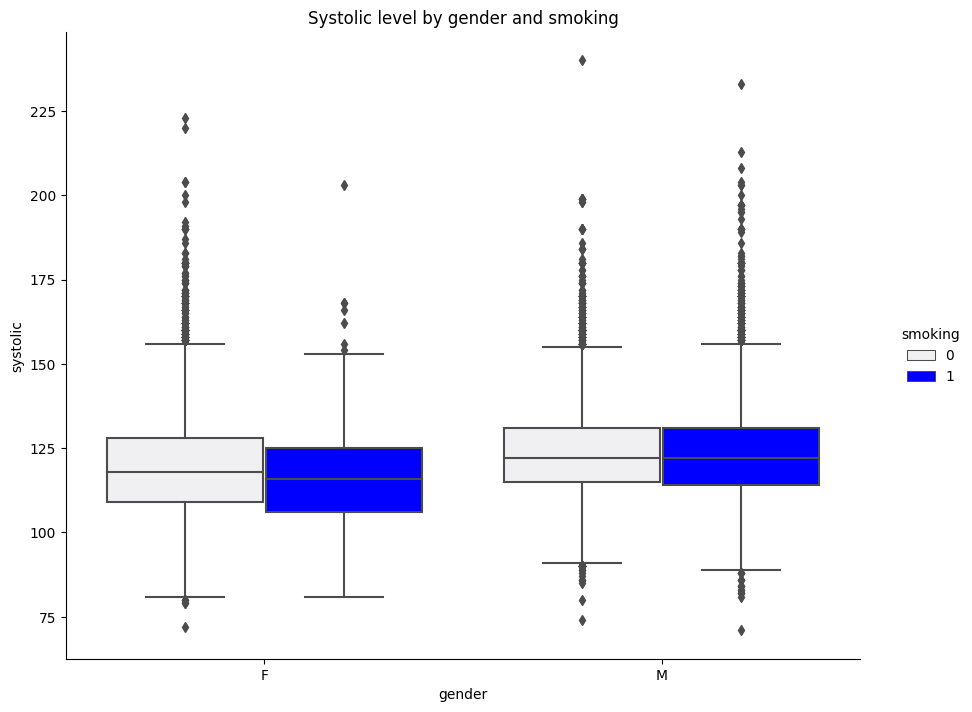 Systolic level by gender and smoking
systolic
225
200
175
150
125
100
75
F
M
gender
smoking
0
1